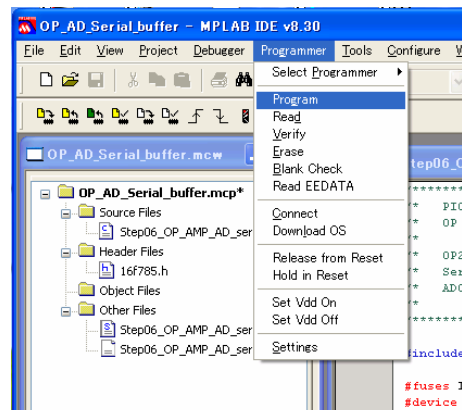 OP_AD_Serial_buffer - MPLAB IDE v8.30
File Edit View Project Debugger Programmer Tools Configure
Select Programmer
Program
Read
Verify
Erase
Blank Check
Read EEDATA
Connect
Download OS
Release from Reset
Hold in Reset
Set Vdd On
Set Vdd Off
Settings
OP_AD_Serial_buffer.mcw
OP_AD_Serial_buffer.mcp*
Source Files
Step06_OP_AMP_AD_ser
Header Files
16f785.h
Object Files
Other Files
Step06_OP_AMP_AD_ser
Step06_OP_AMP_AD_ser
tep06_O
/*******
/* PIC
/* OP
/*
/* OP2
/* Ser
/* ADC
/*
/*******
#include
#fuses I
#device